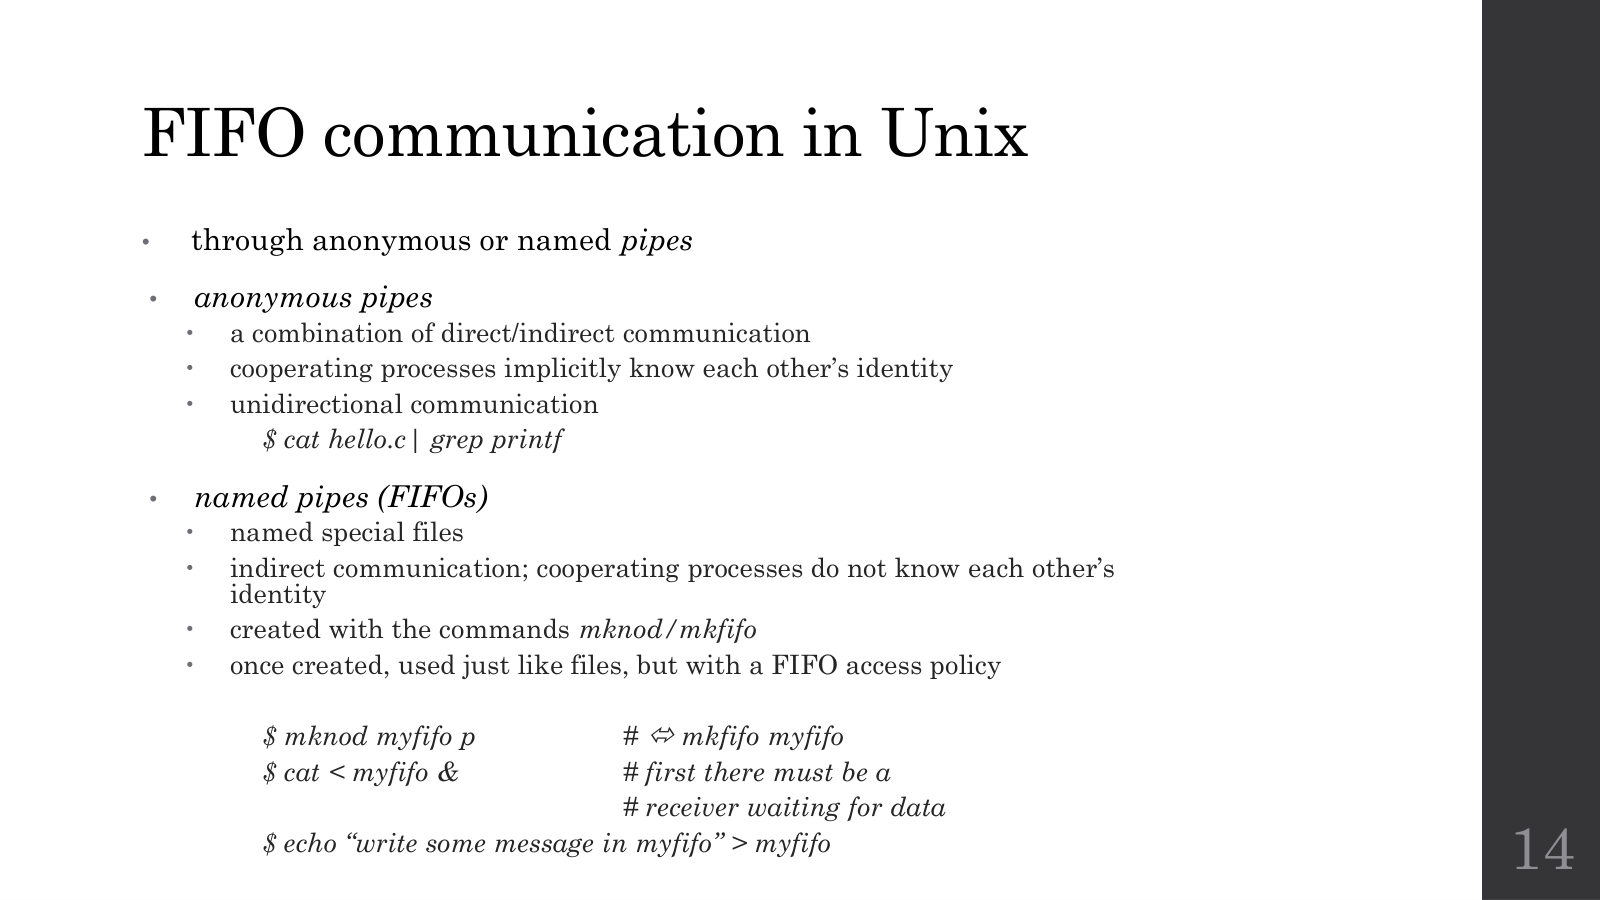 FIFO communication in Unix
• through anonymous or named pipes
• anonymous pipes
• a combination of direct/indirect communication
• cooperating processes implicitly know each other’s identity
• unidirectional communication
$ cat hello.c | grep printf
• named pipes (FIFOs)
• named special files
• indirect communication; cooperating processes do not know each other’s
identity
• created with the commands mknod/mkfifo
• once created, used just like files, but with a FIFO access policy
$ mknod myfifo p # ⬄ mkfifo myfifo
$ cat < myfifo & # first there must be a
# receiver waiting for data
$ echo “write some message in myfifo” > myfifo
14